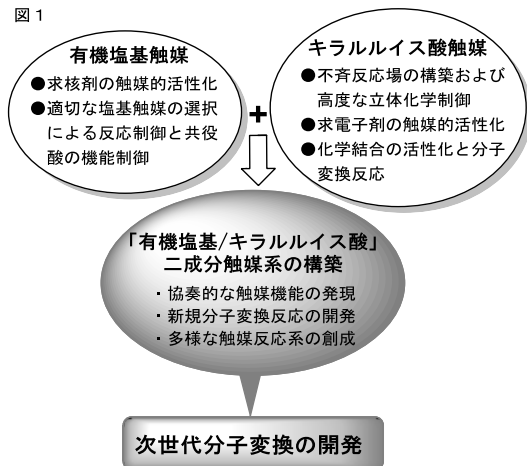 図１
有機塩基触媒
●求核剤の触媒的活性化
●適切な塩基触媒の選択
による反応制御と共役
酸の機能制御
+
キラルルイス酸触媒
●不斉反応場の構築および
高度な立体化学制御
●求電子剤の触媒的活性化
●化学結合の活性化と分子
変換反応
「有機塩基/キラルルイス酸」
二成分触媒系の構築
・協奏的な触媒機能の発現
・新規分子変換反応の開発
・多様な触媒反応系の創成
次世代分子変換の開発